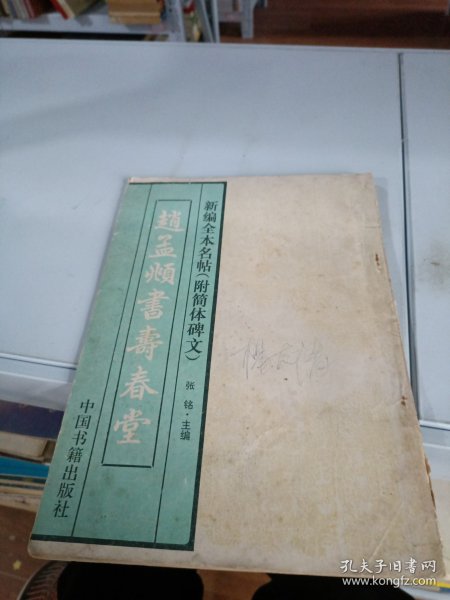 新编全本名帖(附简体碑文)
张铭·主编
趙孟頫書壽春堂
中国书籍出版社
孔夫子旧书网
www.kongfz.com